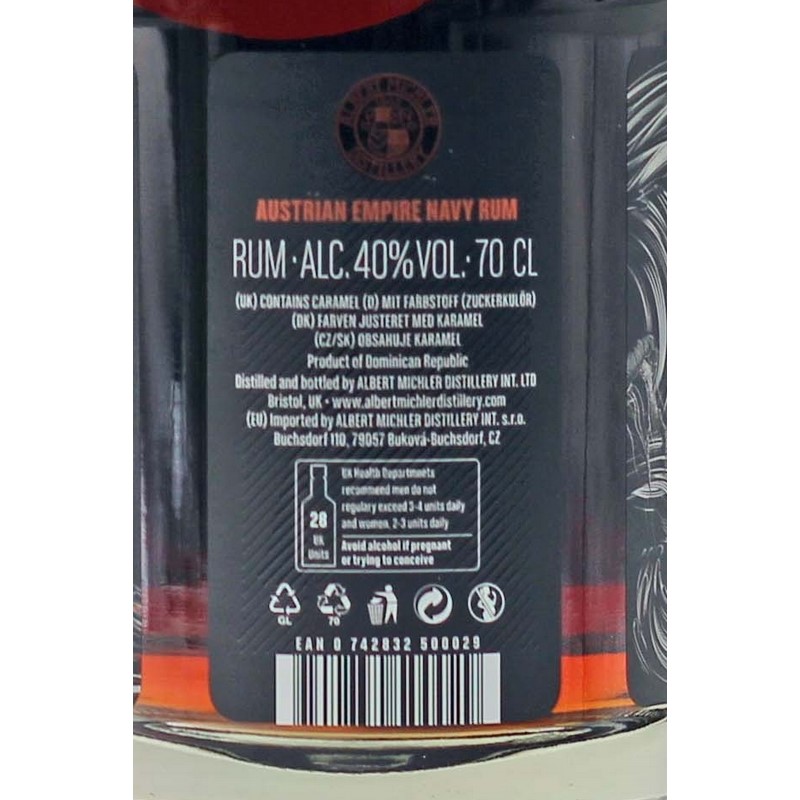 ALBERT MICHLER
DISTILLERY
AUSTRIAN EMPIRE NAVY RUM
RUM · ALC. 40% VOL. · 70 CL
(UK) CONTAINS CARAMEL (D) MIT FARBSTOFF (ZUCKERKULÖR)
(DK) FARVEN JUSTERET MED KARAMEL
(CZ/SK) OBSAHUJE KARAMEL
Product of Dominican Republic
Distilled and bottled by ALBERT MICHLER DISTILLERY INT. LTD
Bristol, UK • www.albertmichlerdistillery.com
(EU) Imported by ALBERT MICHLER DISTILLERY INT. s.r.o.
Buchsdorf 110, 79057 Buková-Buchsdorf, CZ
UK Health Departments
recommend men do not
regulary exceed 3-4 units daily
and women, 2-3 units daily
28
UK
Units
Avoid alcohol if pregnant
or trying to conceive
GL
70
EAN 0 742832 500029